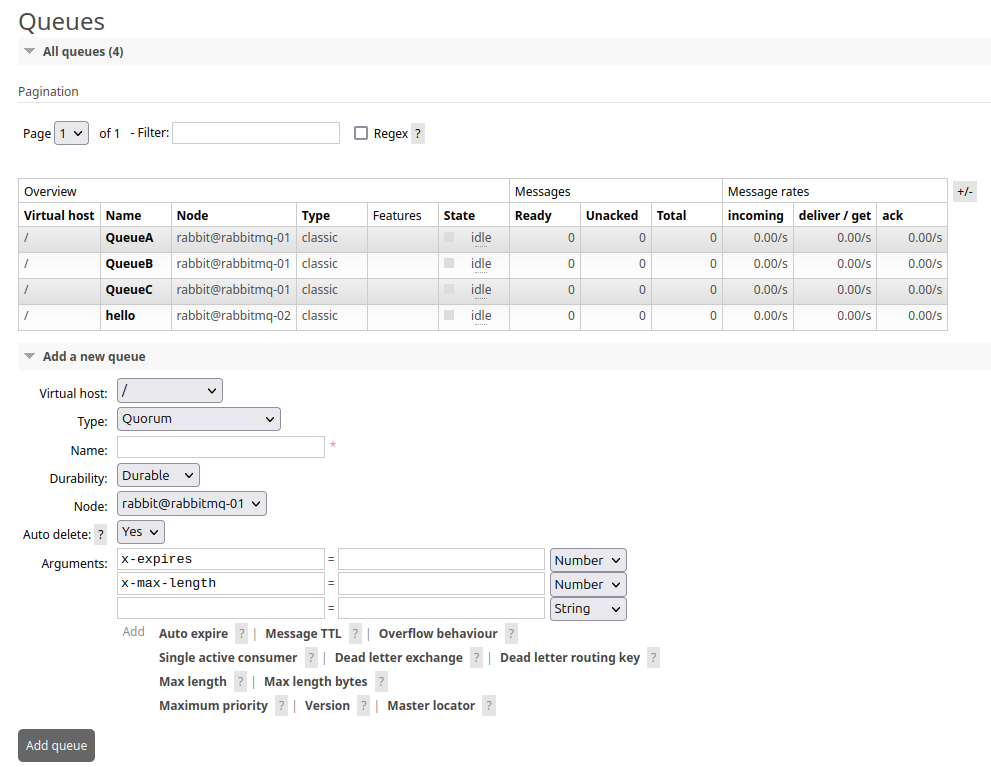 Queues
All queues (4)
Pagination
Page 1 of 1 - Filter: Regex ?
Overview Messages Message rates +/-
Virtual host Name Node Type Features State Ready Unacked Total incoming deliver / get ack
/ QueueA rabbit@rabbitmq-01 classic idle 0 0 0 0.00/s 0.00/s 0.00/s
/ QueueB rabbit@rabbitmq-01 classic idle 0 0 0 0.00/s 0.00/s 0.00/s
/ QueueC rabbit@rabbitmq-01 classic idle 0 0 0 0.00/s 0.00/s 0.00/s
/ hello rabbit@rabbitmq-02 classic idle 0 0 0 0.00/s 0.00/s 0.00/s
Add a new queue
Virtual host: /
Type: Quorum
Name: *
Durability: Durable
Node: rabbit@rabbitmq-01
Auto delete: ? Yes
Arguments: x-expires = Number
x-max-length = Number
= String
Add Auto expire ? | Message TTL ? | Overflow behaviour ?
Single active consumer ? | Dead letter exchange ? | Dead letter routing key ?
Max length ? | Max length bytes ?
Maximum priority ? | Version ? | Master locator ?
Add queue